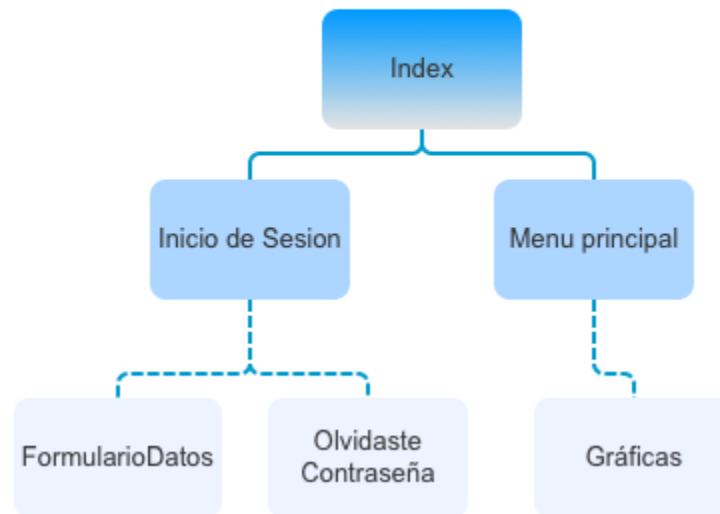 Index
Inicio de Sesion
Menu principal
FormularioDatos
Olvidaste
Contraseña
Gráficas